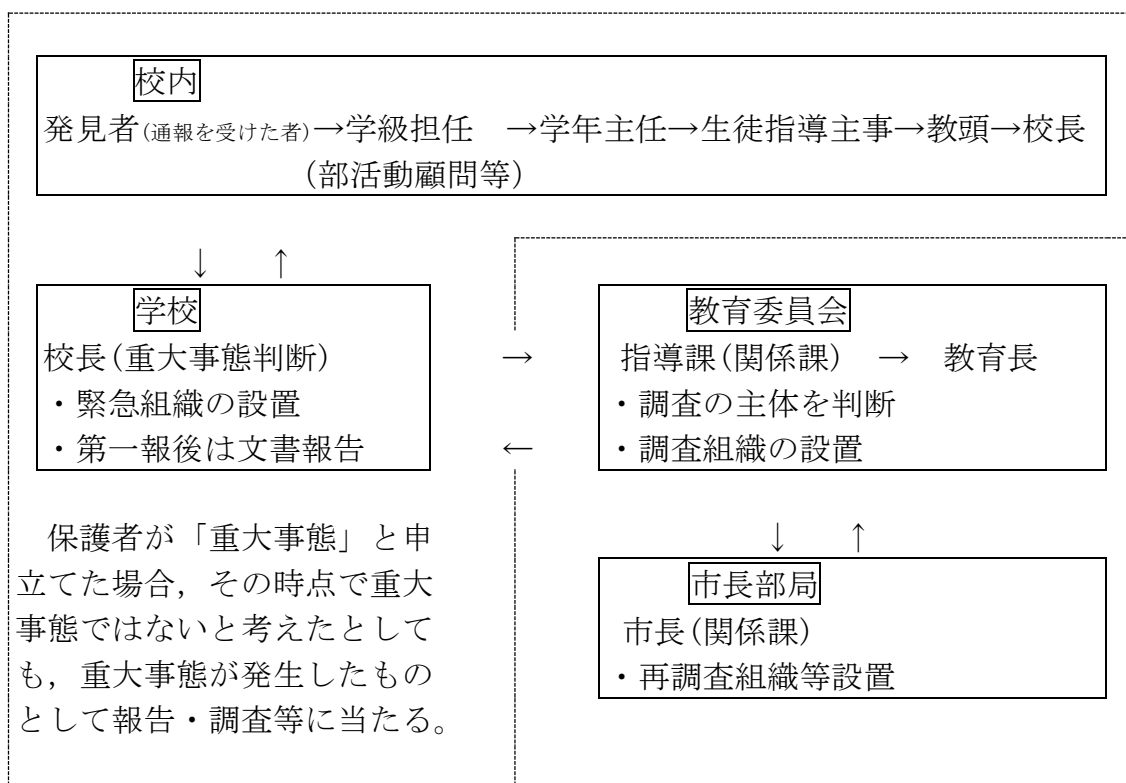 校内
発見者(通報を受けた者)→学級担任　→学年主任→生徒指導主事→教頭→校長
(部活動顧問等)
↓　↑
学校
校長(重大事態判断)
・緊急組織の設置
・第一報後は文書報告
→
←
教育委員会
指導課(関係課)　→　教育長
・調査の主体を判断
・調査組織の設置
↓　↑
市長部局
市長(関係課)
・再調査組織等設置
保護者が「重大事態」と申
立てた場合，その時点で重大
事態ではないと考えたとして
も，重大事態が発生したもの
として報告・調査等に当たる。